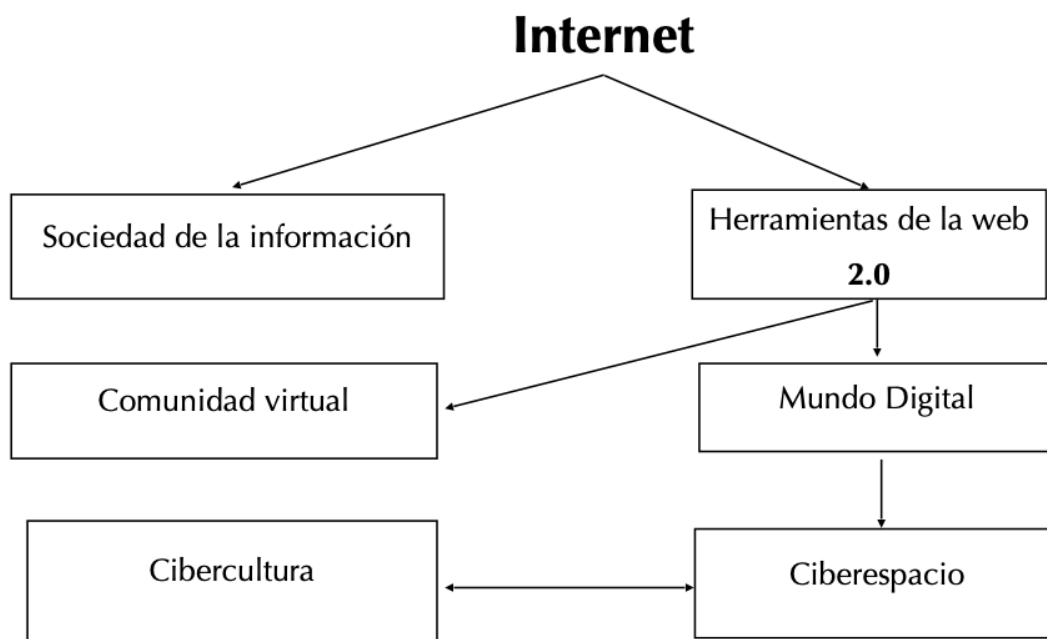 Internet
Sociedad de la información
Herramientas de la web
2.0
Comunidad virtual
Mundo Digital
Cibercultura
Ciberespacio